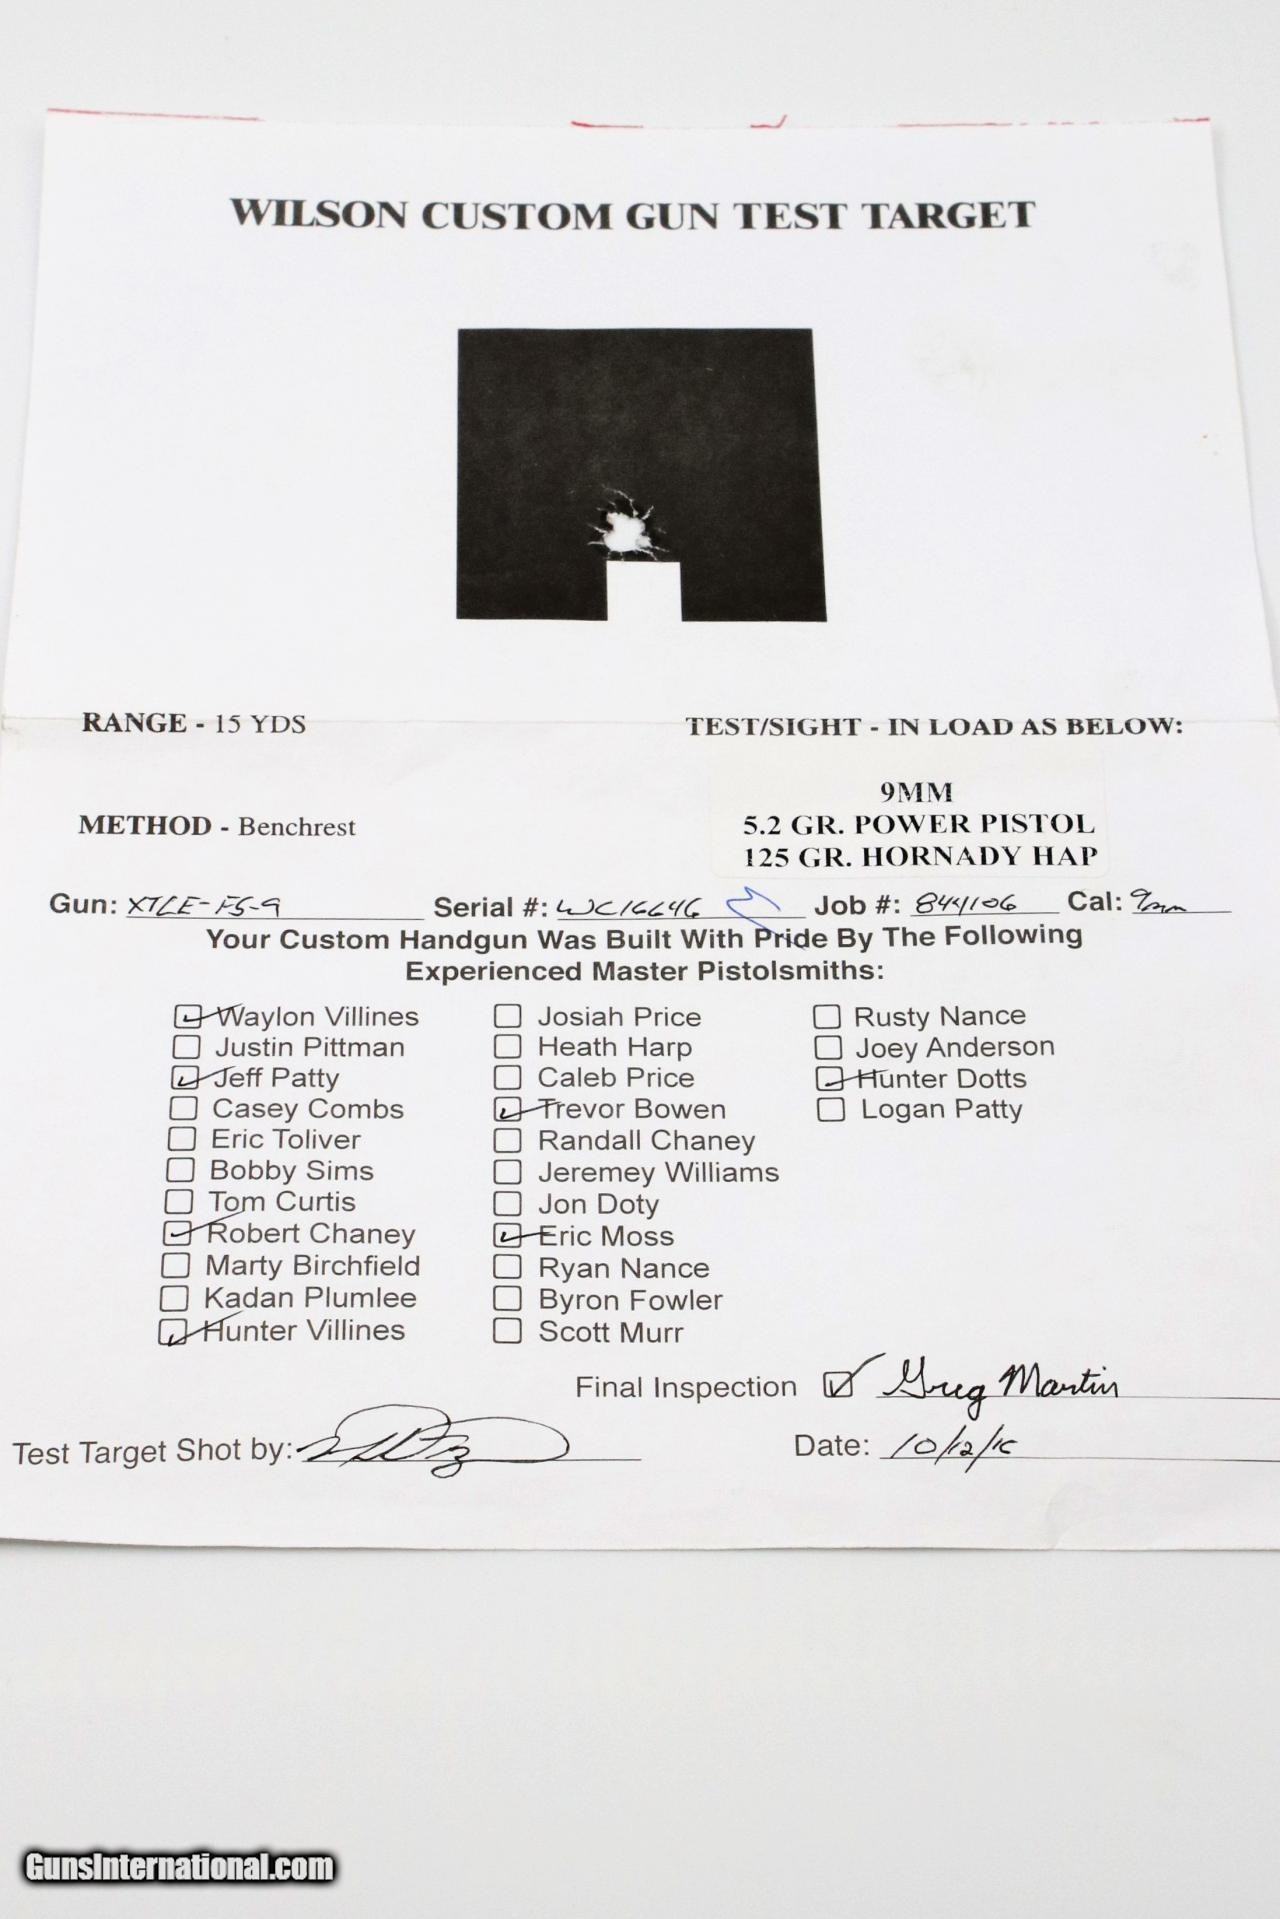 WILSON CUSTOM GUN TEST TARGET
RANGE - 15 YDS
TEST/SIGHT - IN LOAD AS BELOW:
METHOD - Benchrest
9MM
5.2 GR. POWER PISTOL
125 GR. HORNADY HAP
Gun: XTLE-FS-9 Serial #: WC16646 Job #: 844106 Cal: 9mm
Your Custom Handgun Was Built With Pride By The Following
Experienced Master Pistolsmiths:
Waylon Villines
Justin Pittman
Jeff Patty
Casey Combs
Eric Toliver
Bobby Sims
Tom Curtis
Robert Chaney
Marty Birchfield
Kadan Plumlee
Hunter Villines
Josiah Price
Heath Harp
Caleb Price
Trevor Bowen
Randall Chaney
Jeremey Williams
Jon Doty
Eric Moss
Ryan Nance
Byron Fowler
Scott Murr
Rusty Nance
Joey Anderson
Hunter Dotts
Logan Patty
Final Inspection Greg Martin
Test Target Shot by:
Date: 10/12/16
GunsInternational.com